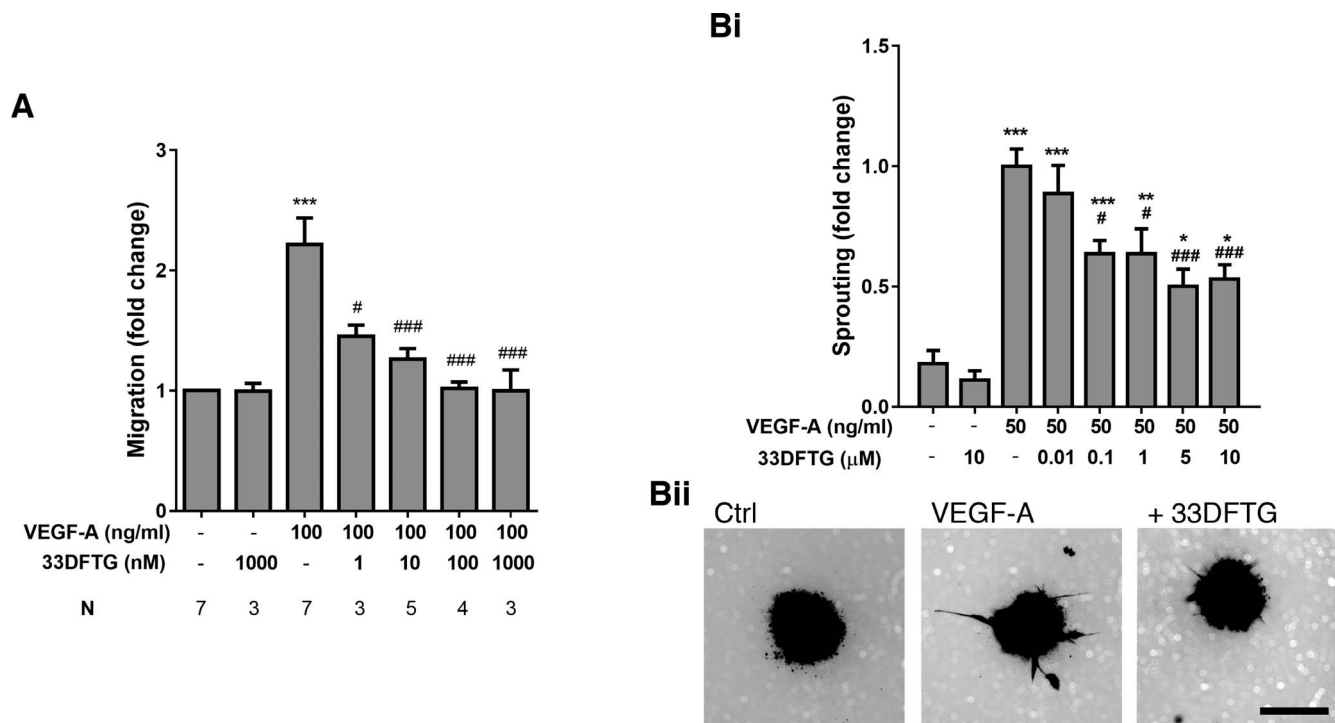 A
Migration (fold change)
3
2
1
0
***
#
###
###
###
VEGF-A (ng/ml) - - 100 100 100 100 100
33DFTG (nM) - 1000 - 1 10 100 1000
N 7 3 7 3 5 4 3
Bi
Sprouting (fold change)
1.5
1.0
0.5
0.0
***
***
***
#
**
#
*
###
*
###
VEGF-A (ng/ml) - - 50 50 50 50 50 50
33DFTG (μM) - 10 - 0.01 0.1 1 5 10
Bii
Ctrl VEGF-A + 33DFTG